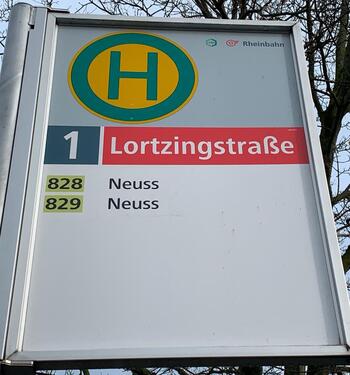 H
Rheinbahn
1 Lortzingstraße
828 Neuss
829 Neuss